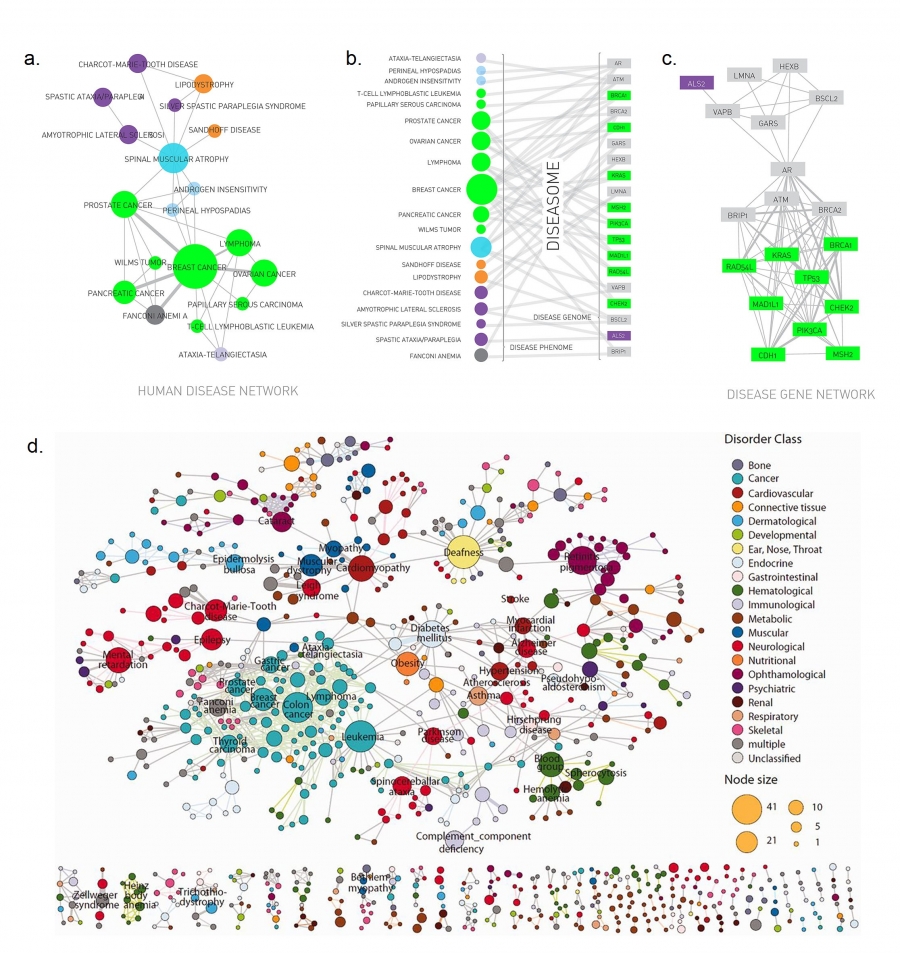 a.
CHARCOT-MARIE-TOOTH DISEASE
LIPODYSTROPHY
SPASTIC ATAXIA/PARAPLEGIA
SILVER SPASTIC PARAPLEGIA SYNDROME
AMYOTROPHIC LATERAL SCLEROSI
SANDHOFF DISEASE
SPINAL MUSCULAR ATROPHY
ANDROGEN INSENSITIVITY
PROSTATE CANCER
PERINEAL HYPOSPADIAS
LYMPHOMA
WILMS TUMOR
BREAST CANCER
OVARIAN CANCER
PANCREATIC CANCER
PAPILLARY SEROUS CARCINOMA
FANCONI ANEMI A
T-CELL LYMPHOBLASTIC LEUKEMIA
ATAXIA-TELANGIECTASIA
HUMAN DISEASE NETWORK
b.
ATAXIA-TELANGIECTASIA
PERINEAL HYPOSPADIAS
ANDROGEN INSENSITIVITY
T-CELL LYMPHOBLASTIC LEUKEMIA
PAPILLARY SEROUS CARCINOMA
PROSTATE CANCER
OVARIAN CANCER
LYMPHOMA
BREAST CANCER
PANCREATIC CANCER
WILMS TUMOR
SPINAL MUSCULAR ATROPHY
SANDHOFF DISEASE
LIPODYSTROPHY
CHARCOT-MARIE-TOOTH DISEASE
AMYOTROPHIC LATERAL SCLEROSIS
SILVER SPASTIC PARAPLEGIA SYNDROME
SPASTIC ATAXIA/PARAPLEGIA
FANCONI ANEMIA
DISEASOME
DISEASE GENOME
DISEASE PHENOME
AR
ATM
BRCA1
BRCA2
CDH1
GARS
HEXB
KRAS
LMNA
MSH2
PIK3CA
TP53
MAD1L1
RAD54L
VAPB
CHEK2
BSCL2
ALS2
BRIP1
c.
HEXB
LMNA
ALS2
BSCL2
VAPB
GARS
AR
ATM
BRIP1
BRCA2
BRCA1
KRAS
RAD54L
TP53
MAD1L1
CHEK2
PIK3CA
CDH1
MSH2
DISEASE GENE NETWORK
d.
Cataract
Myopathy
Epidermolysis
bullosa
Muscular
dystrophy
Cardiomyopathy
Leigh
syndrome
Deafness
Retinitis
pigmentosa
Charcot-Marie-Tooth
disease
Stroke
Myocardial
infarction
Diabetes
mellitus
Epilepsy
Alzheimer
disease
Mental
retardation
Ataxia
telangiectasia
Gastric
cancer
Obesity
Hypertension
Pseudohypo-
aldosteronism
Prostate
cancer
Atherosclerosis
Asthma
Breast
cancer
Lymphoma
Fanconi
anemia
Colon
cancer
Hirschprung
disease
Parkinson
disease
Leukemia
Thyroid
carcinoma
Blood
group
Spherocytosis
Spinocereballar
ataxia
Hemolytic
anemia
Complement_component
deficiency
Zellweger
syndrome
Heinz
body
anemia
Trichothio-
dystrophy
Bethlem
myopathy
Disorder Class
Bone
Cancer
Cardiovascular
Connective tissue
Dermatological
Developmental
Ear, Nose, Throat
Endocrine
Gastrointestinal
Hematological
Immunological
Metabolic
Muscular
Neurological
Nutritional
Ophamological
Psychiatric
Renal
Respiratory
Skeletal
multiple
Unclassified
Node size
41
10
5
21
1